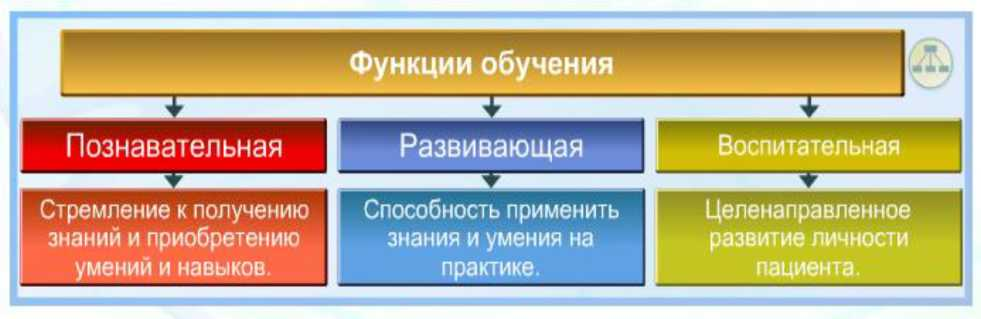 Функции обучения
Познавательная
Развивающая
Воспитательная
Стремление к получению
знаний и приобретению
умений и навыков.
Способность применить
знания и умения на
практике.
Целенаправленное
развитие личности
пациента.